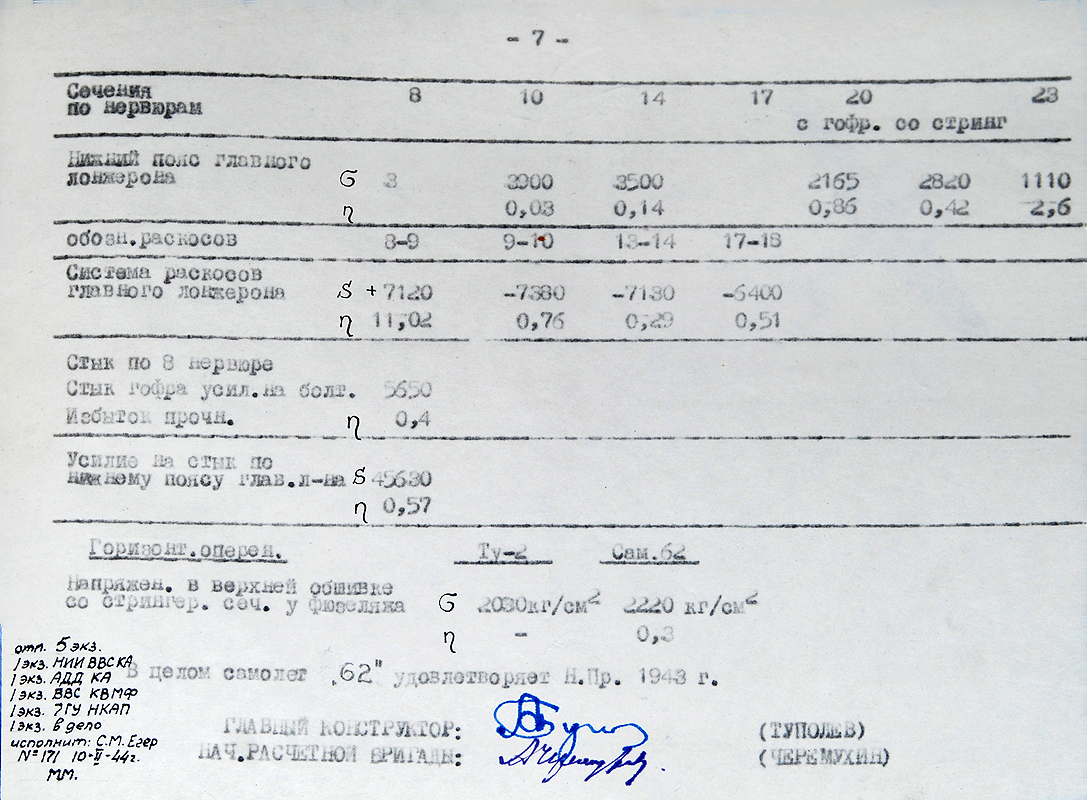 - 7 -
Сечения по нервюрам 8 10 14 17 20 23
с гофр. со стринг
Нижний пояс главного
лонжерона σ 3900 3500 2165 2820 1110
η 0,03 0,14 0,86 0,42 2,6
обозн.раскосов 8-9 9-10 13-14 17-18
Система раскосов
главного лонжерона S +7120 -7380 -7130 -6400
η 11,02 0,76 0,29 0,51
Стык по 8 нервюре
Стык гофра усил.на болт. 5650
Избыток прочн. η 0,4
Усилие на стык по
нижнему поясу глав.л-на S 45630
η 0,57
Горизонт.оперен. Ту-2 Сам.62
Напряжен. в верхней обшивке
со стрингер. сеч. у фюзеляжа σ 2030кг/см² 2220 кг/см²
η - 0,3
В целом самолет „62" удовлетворяет Н.Пр. 1943 г.
ГЛАВНЫЙ КОНСТРУКТОР: (ТУПОЛЕВ)
НАЧ.РАСЧЕТНОЙ БРИГАДЫ: (ЧЕРЕМУХИН)
отп. 5 экз.
1 экз. НИИ ВВС КА
1 экз. АДД КА
1 экз. ВВС КВМФ
1 экз. 7ГУ НКАП
1 экз. в дело
исполнит: С.М. Егер
№ 171 10-II-44г.
ММ.